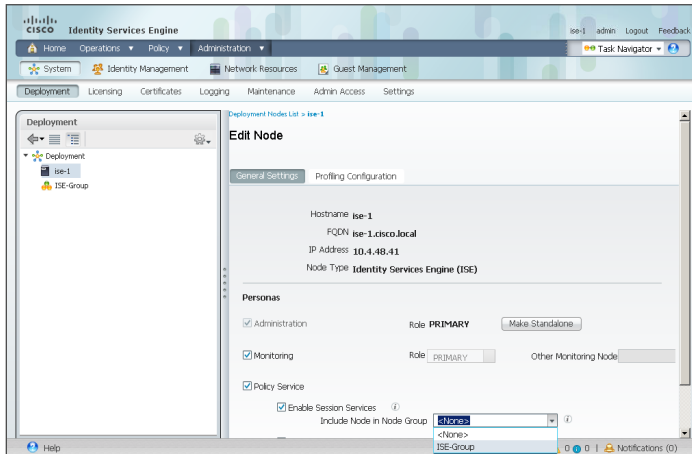 cisco Identity Services Engine
ise-1 admin Logout Feedback
Home Operations ▼ Policy ▼ Administration ▼
Task Navigator ▼
System Identity Management Network Resources Guest Management
Deployment Licensing Certificates Logging Maintenance Admin Access Settings
Deployment
Deployment
ise-1
ISE-Group
Deployment Nodes List > ise-1
Edit Node
General Settings Profiling Configuration
Hostname ise-1
FQDN ise-1.cisco.local
IP Address 10.4.48.41
Node Type Identity Services Engine (ISE)
Personas
Administration Role PRIMARY Make Standalone
Monitoring Role PRIMARY Other Monitoring Node
Policy Service
Enable Session Services
Include Node in Node Group <None>
<None>
ISE-Group
Help
0 0 | Notifications (0)